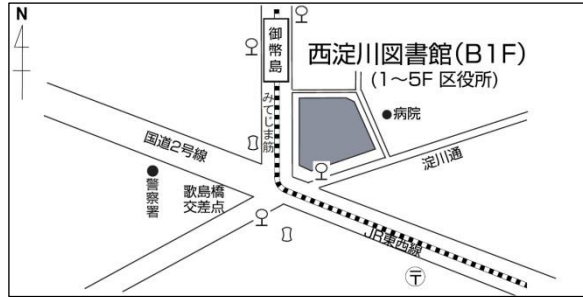 N
御幣島
西淀川図書館(B1F)
(1～5F 区役所)
みてじま筋
病院
国道2号線
淀川通
警察署
歌島橋
交差点
JR東西線
〒